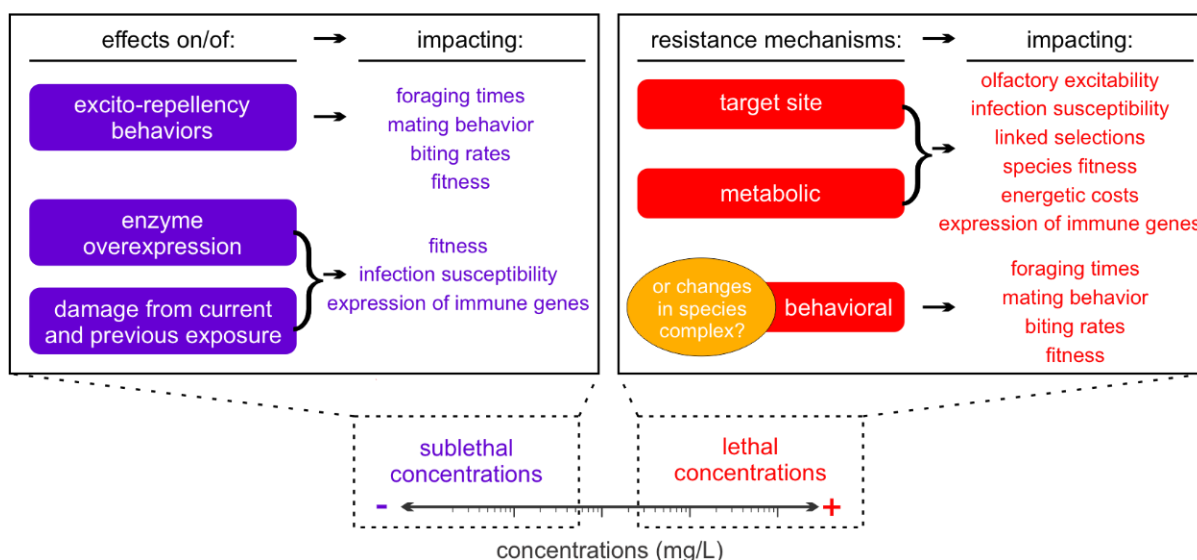 effects on/of: → impacting:
excito-repellency
behaviors
→
foraging times
mating behavior
biting rates
fitness
enzyme
overexpression
damage from current
and previous exposure
→
fitness
infection susceptibility
expression of immune genes
resistance mechanisms: → impacting:
target site
metabolic
→
olfactory excitability
infection susceptibility
linked selections
species fitness
energetic costs
expression of immune genes
or changes
in species
complex?
behavioral
→
foraging times
mating behavior
biting rates
fitness
sublethal
concentrations
lethal
concentrations
- +
concentrations (mg/L)